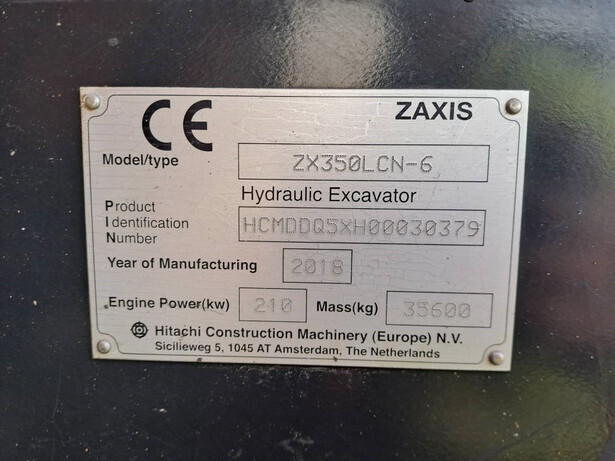 CE ZAXIS
Model/type ZX350LCN-6
Hydraulic Excavator
Product
Identification
Number HCMDDQ5XH00030379
Year of Manufacturing 2018
Engine Power(kw) 210 Mass(kg) 35600
Hitachi Construction Machinery (Europe) N.V.
Sicilieweg 5, 1045 AT Amsterdam, The Netherlands